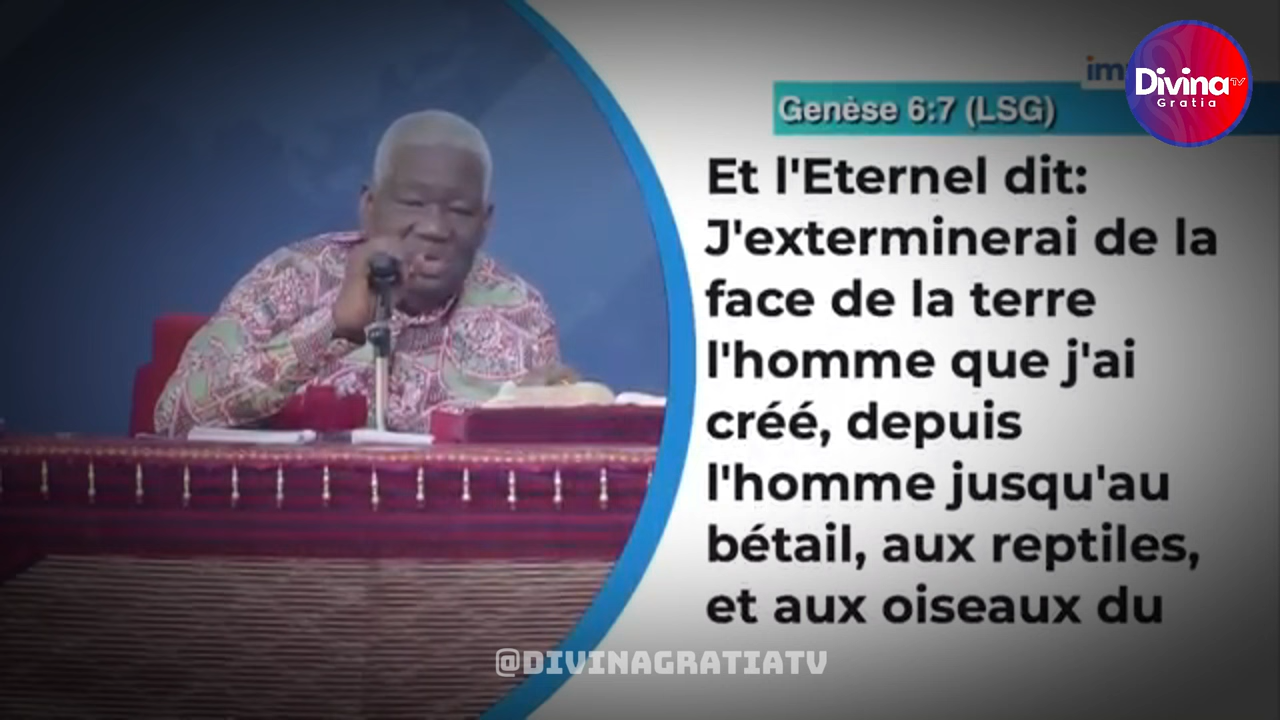 Divina TV
Gratia
Genèse 6:7 (LSG)
Et l'Eternel dit:
J'exterminerai de la
face de la terre
l'homme que j'ai
créé, depuis
l'homme jusqu'au
bétail, aux reptiles,
et aux oiseaux du
@DIVINAGRATIATV